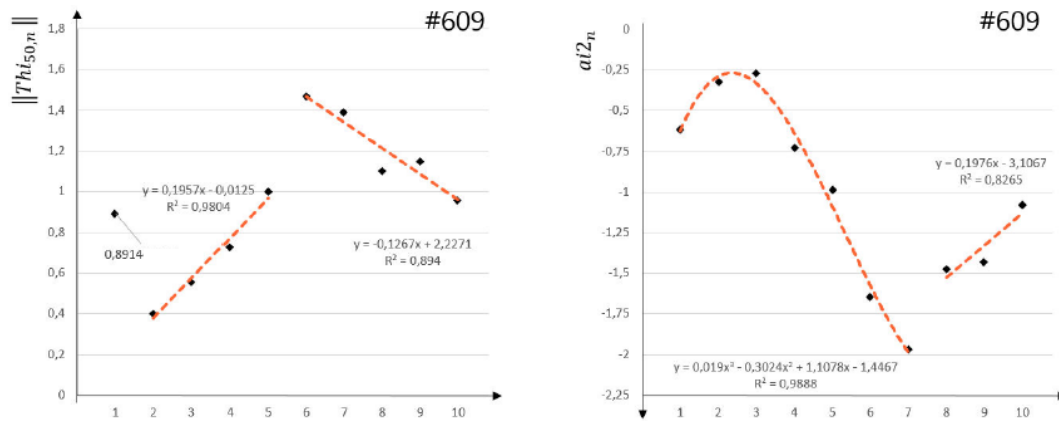 #609
‖Thi₅₀,ₙ‖
1,8
1,6
1,4
1,2
1
0,8
0,6
0,4
0,2
0
y = 0,1957x - 0,0125
R² = 0,9804
0,8914
y = -0,1267x + 2,2271
R² = 0,894
1 2 3 4 5 6 7 8 9 10
#609
ai2ₙ
0
-0,25
-0,5
-0,75
-1
-1,25
-1,5
-1,75
-2
-2,25
y = 0,1976x - 3,1067
R² = 0,8265
y = 0,019x³ - 0,3024x² + 1,1078x - 1,4467
R² = 0,9888
1 2 3 4 5 6 7 8 9 10